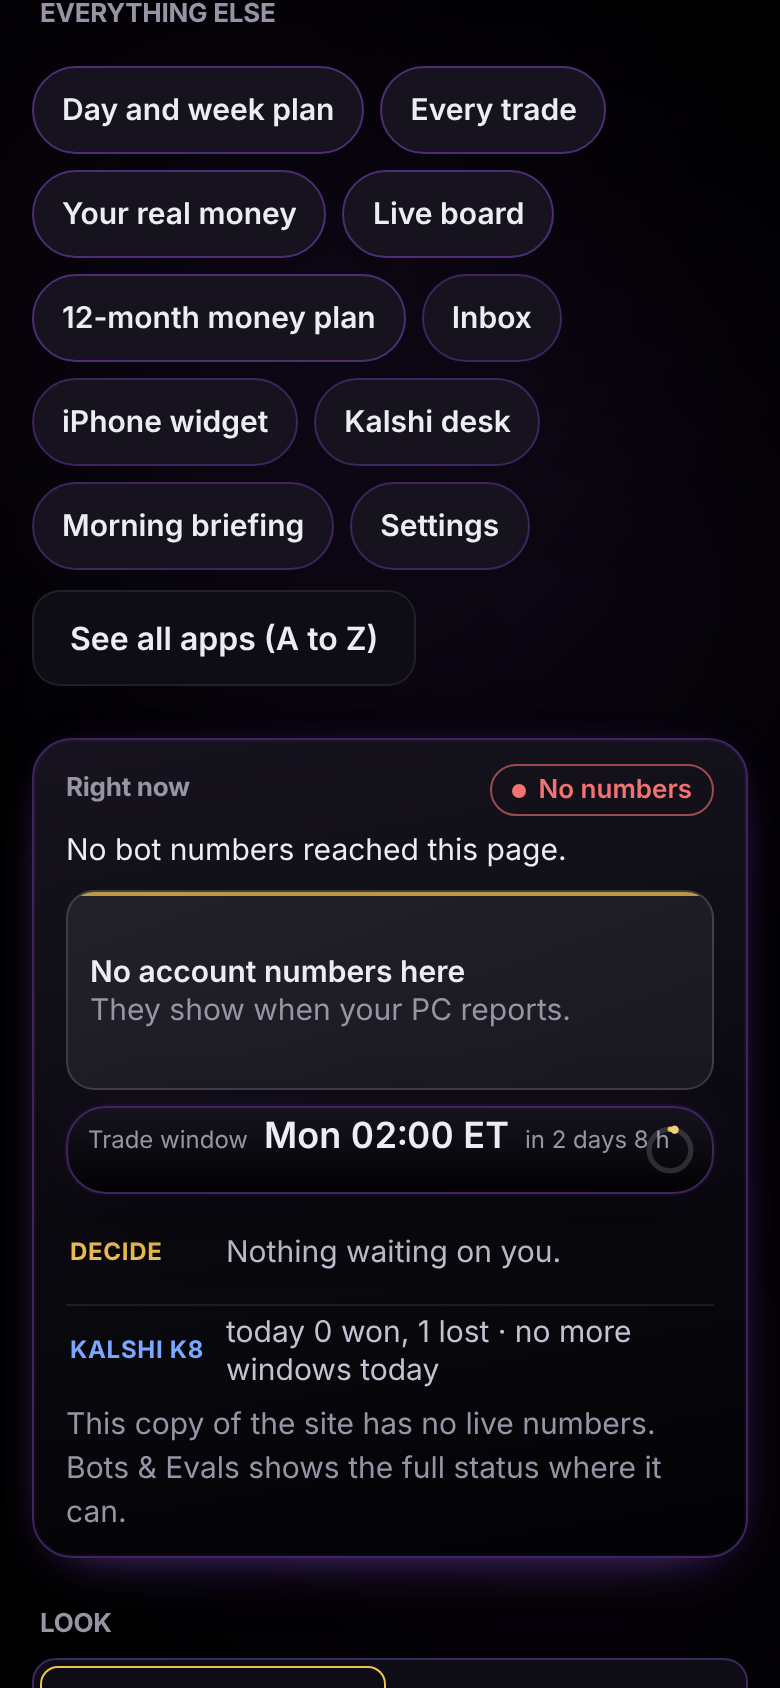 EVERYTHING ELSE
Day and week plan
Every trade
Your real money
Live board
12-month money plan
Inbox
iPhone widget
Kalshi desk
Morning briefing
Settings
See all apps (A to Z)
Right now
No numbers
No bot numbers reached this page.
No account numbers here
They show when your PC reports.
Trade window Mon 02:00 ET in 2 days 8 h
DECIDE
Nothing waiting on you.
KALSHI K8
today 0 won, 1 lost · no more
windows today
This copy of the site has no live numbers.
Bots & Evals shows the full status where it
can.
LOOK